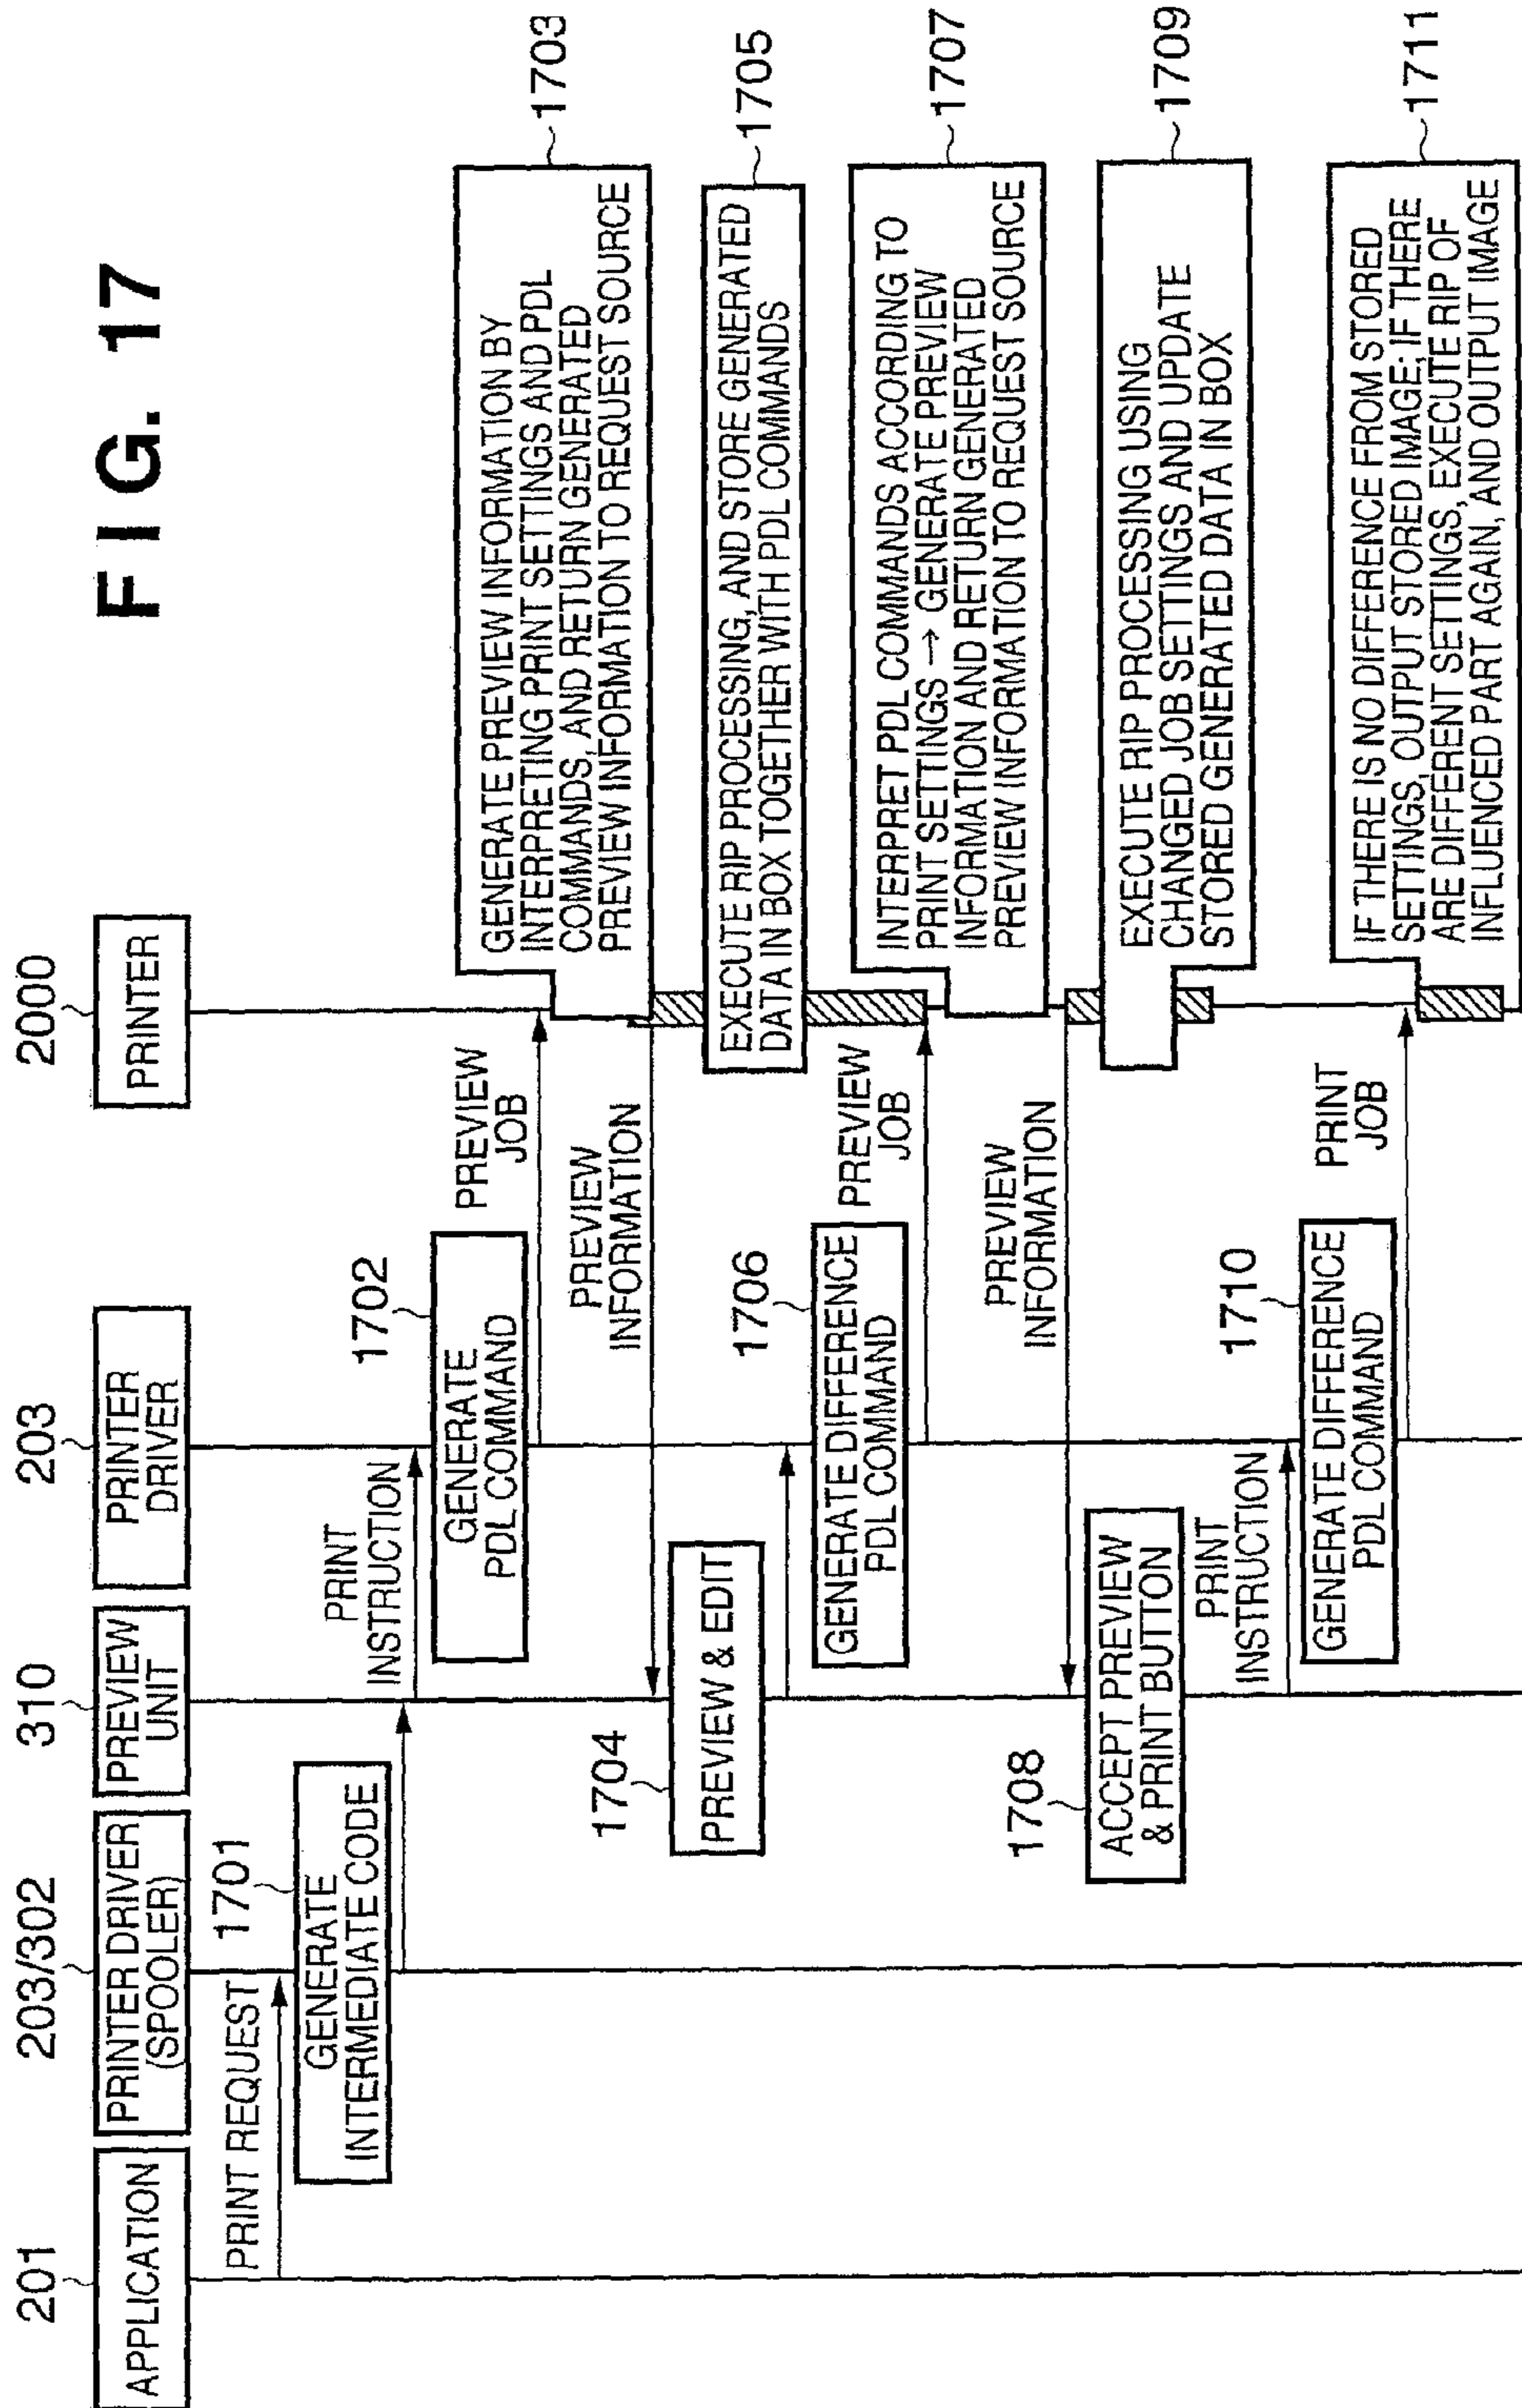 FIG. 17
201
APPLICATION
203/302
PRINTER DRIVER
(SPOOLER)
310
PREVIEW
UNIT
203
PRINTER
DRIVER
2000
PRINTER
PRINT REQUEST
1701
GENERATE
INTERMEDIATE CODE
PRINT
INSTRUCTION
1702
GENERATE
PDL COMMAND
PREVIEW
JOB
GENERATE PREVIEW INFORMATION BY
INTERPRETING PRINT SETTINGS AND PDL
COMMANDS, AND RETURN GENERATED
PREVIEW INFORMATION TO REQUEST SOURCE
1703
PREVIEW
INFORMATION
1704
PREVIEW & EDIT
EXECUTE RIP PROCESSING, AND STORE GENERATED
DATA IN BOX TOGETHER WITH PDL COMMANDS
1705
1706
GENERATE DIFFERENCE
PDL COMMAND
PREVIEW
JOB
INTERPRET PDL COMMANDS ACCORDING TO
PRINT SETTINGS → GENERATE PREVIEW
INFORMATION AND RETURN GENERATED
PREVIEW INFORMATION TO REQUEST SOURCE
1707
PREVIEW
INFORMATION
1708
ACCEPT PREVIEW
& PRINT BUTTON
EXECUTE RIP PROCESSING USING
CHANGED JOB SETTINGS AND UPDATE
STORED GENERATED DATA IN BOX
1709
PRINT
INSTRUCTION
1710
GENERATE DIFFERENCE
PDL COMMAND
PRINT
JOB
IF THERE IS NO DIFFERENCE FROM STORED
SETTINGS, OUTPUT STORED IMAGE; IF THERE
ARE DIFFERENT SETTINGS, EXECUTE RIP OF
INFLUENCED PART AGAIN, AND OUTPUT IMAGE
1711